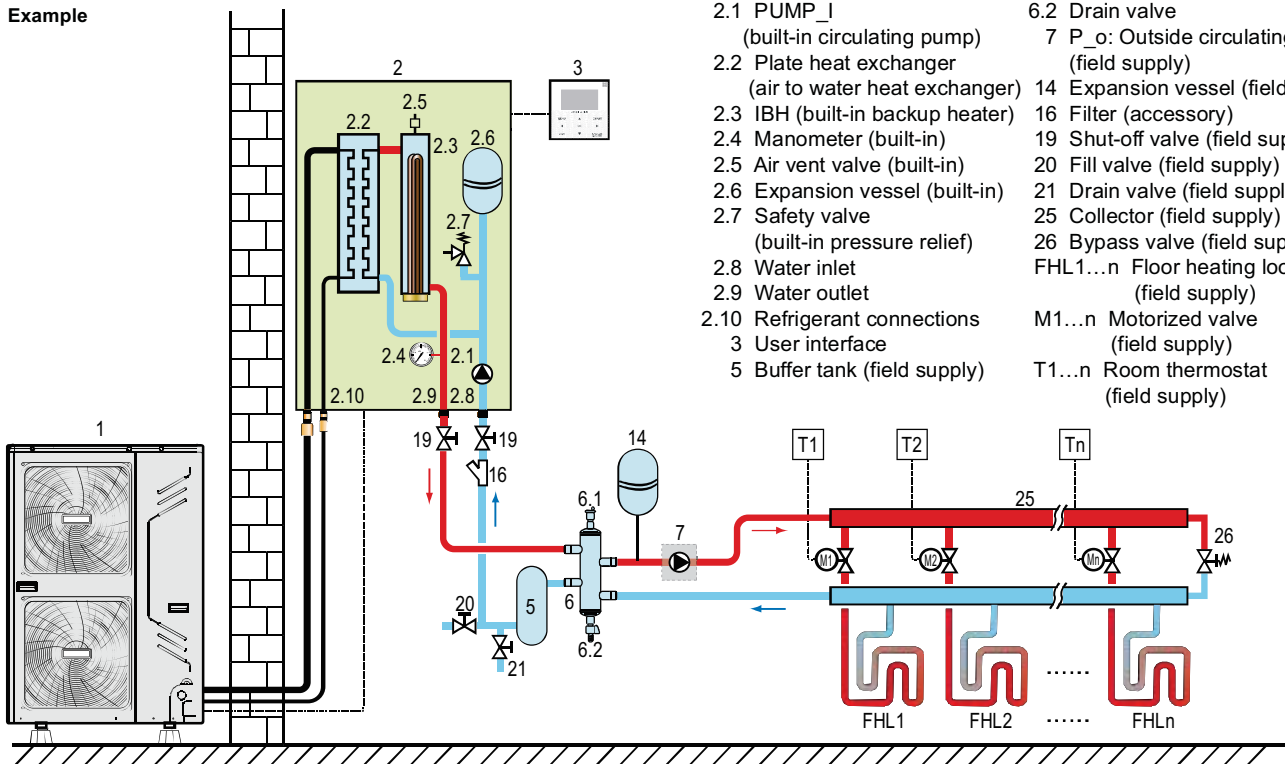 Example
2.1 PUMP_I
(built-in circulating pump)
2.2 Plate heat exchanger
(air to water heat exchanger)
2.3 IBH (built-in backup heater)
2.4 Manometer (built-in)
2.5 Air vent valve (built-in)
2.6 Expansion vessel (built-in)
2.7 Safety valve
(built-in pressure relief)
2.8 Water inlet
2.9 Water outlet
2.10 Refrigerant connections
3 User interface
5 Buffer tank (field supply)
6.2 Drain valve
7 P_o: Outside
(field supply)
14 Expansion vessel
16 Filter (accessory)
19 Shut-off valve (field
20 Fill valve (field supply)
21 Drain valve (field
25 Collector (field supply)
26 Bypass valve (field
FHL1...n Floor heating
(field supply)
M1...n Motorized valve
(field supply)
T1...n Room thermostat
(field supply)
2
3
2.5
2.2
2.3
2.6
2.7
2.4
2.1
2.10
2.9
2.8
1
19
19
16
14
6.1
7
20
5
6
21
6.2
T1
T2
Tn
25
26
M1
M2
Mn
......
FHL1
FHL2
......
FHLn